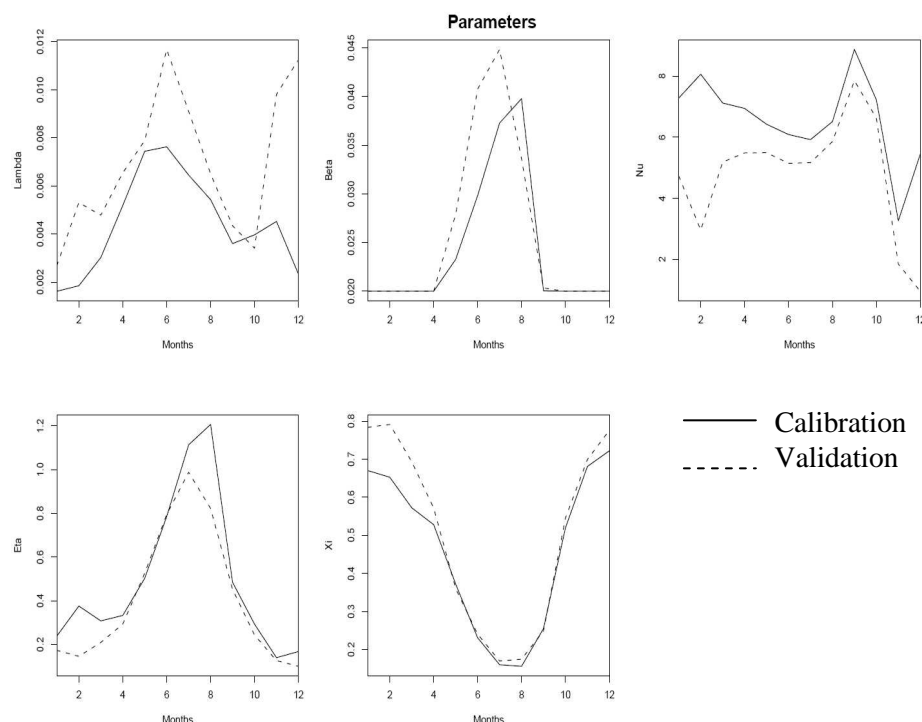 Parameters
0.012
0.010
0.008
0.006
0.004
0.002
Lambda
2 4 6 8 10 12
Months
0.045
0.040
0.035
0.030
0.025
0.020
Beta
2 4 6 8 10 12
Months
8
6
4
2
Nu
2 4 6 8 10 12
Months
1.2
1.0
0.8
0.6
0.4
0.2
Eta
2 4 6 8 10 12
Months
0.8
0.7
0.6
0.5
0.4
0.3
0.2
Xi
2 4 6 8 10 12
Months
Calibration
Validation